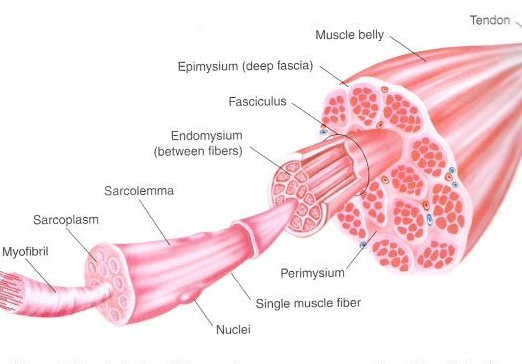 Tendon
Muscle belly
Epimysium (deep fascia)
Fasciculus
Endomysium
(between fibers)
Sarcolemma
Sarcoplasm
Myofibril
Perimysium
Single muscle fiber
Nuclei